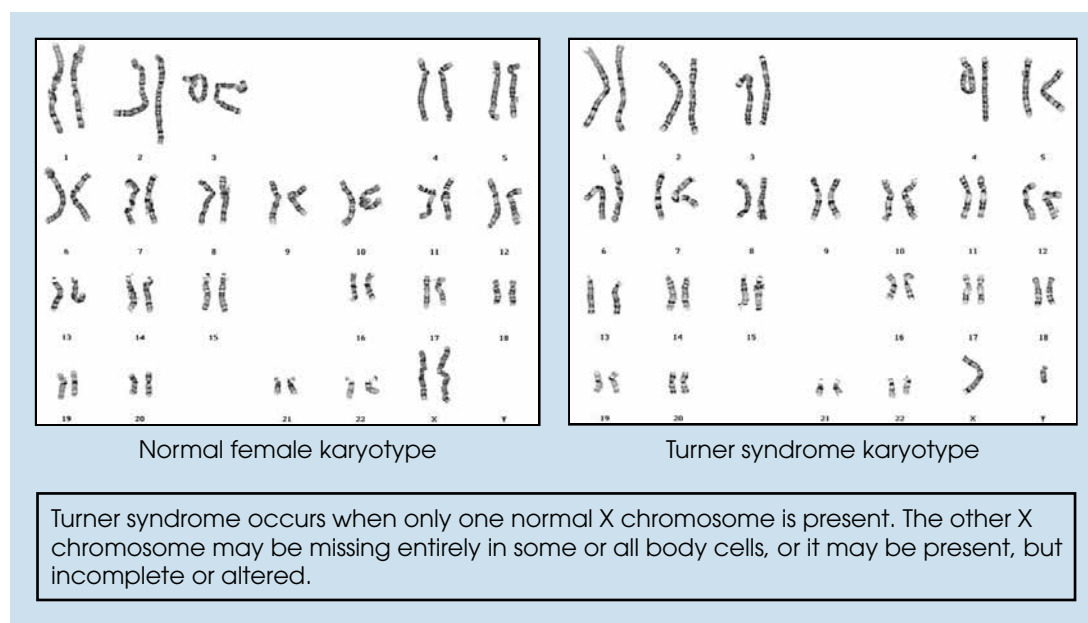 1 2 3 4 5
6 7 8 9 10 11 12
13 14 15 16 17 18
19 20 21 22 X Y
Normal female karyotype
1 2 3 4 5
6 7 8 9 10 11 12
13 14 15 16 17 18
19 20 21 22 X Y
Turner syndrome karyotype
Turner syndrome occurs when only one normal X chromosome is present. The other X
chromosome may be missing entirely in some or all body cells, or it may be present, but
incomplete or altered.